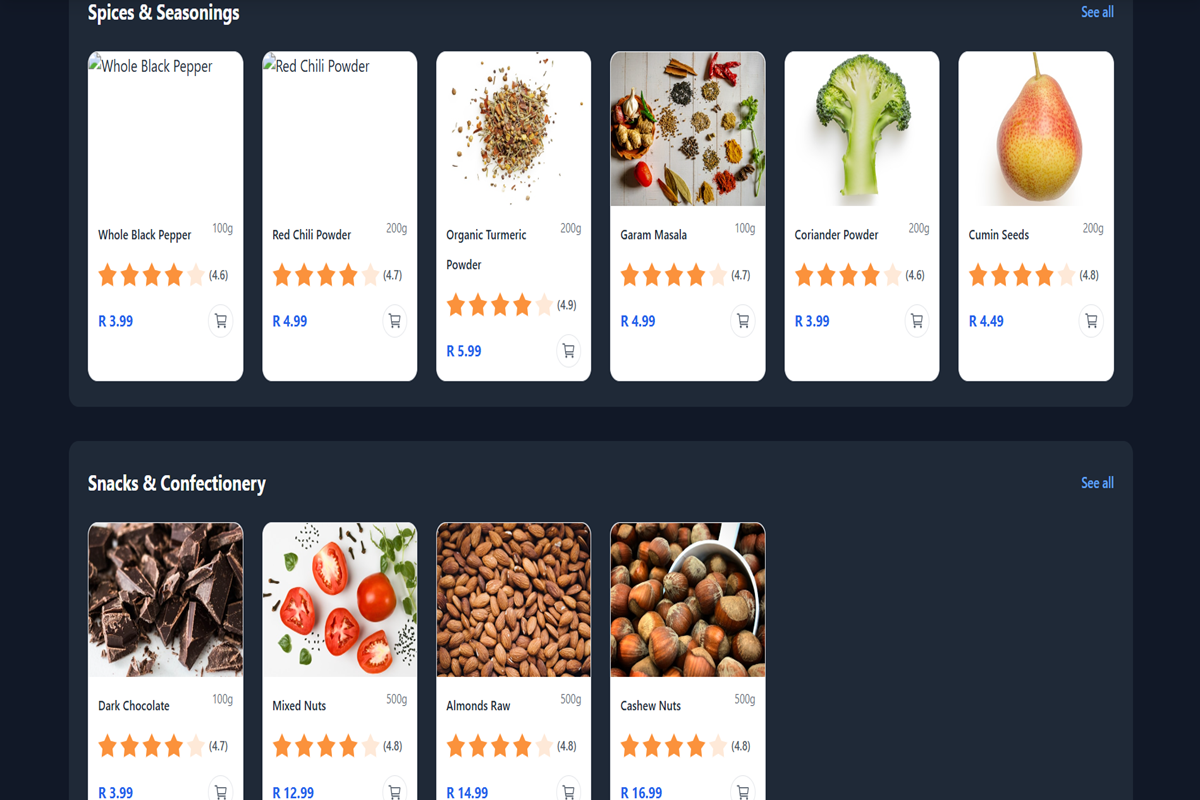 Spices & Seasonings See all
Whole Black Pepper
Red Chili Powder
Whole Black Pepper 100g
(4.6)
R 3.99
Red Chili Powder 200g
(4.7)
R 4.99
Organic Turmeric 200g
Powder
(4.9)
R 5.99
Garam Masala 100g
(4.7)
R 4.99
Coriander Powder 200g
(4.6)
R 3.99
Cumin Seeds 200g
(4.8)
R 4.49
Snacks & Confectionery See all
Dark Chocolate 100g
(4.7)
R 3.99
Mixed Nuts 500g
(4.8)
R 12.99
Almonds Raw 500g
(4.8)
R 14.99
Cashew Nuts 500g
(4.8)
R 16.99